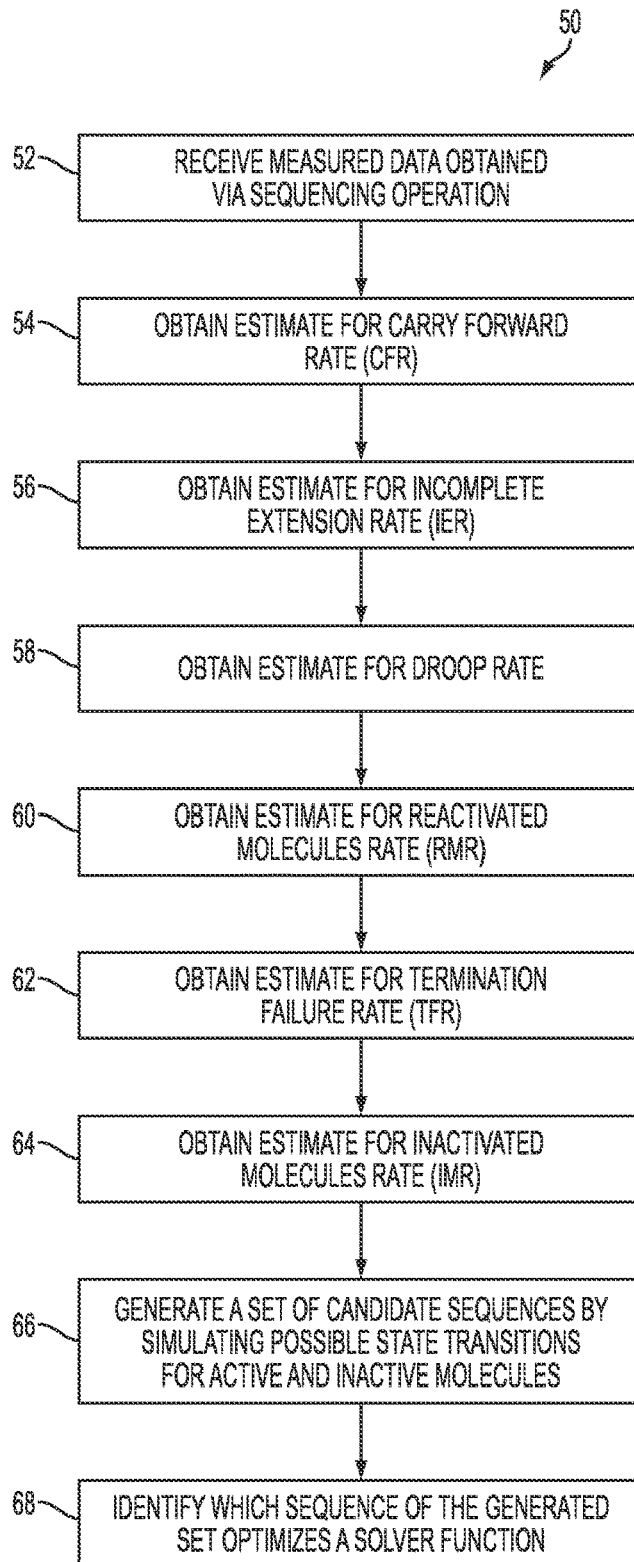 50
52
RECEIVE MEASURED DATA OBTAINED
VIA SEQUENCING OPERATION
54
OBTAIN ESTIMATE FOR CARRY FORWARD
RATE (CFR)
56
OBTAIN ESTIMATE FOR INCOMPLETE
EXTENSION RATE (IER)
58
OBTAIN ESTIMATE FOR DROOP RATE
60
OBTAIN ESTIMATE FOR REACTIVATED
MOLECULES RATE (RMR)
62
OBTAIN ESTIMATE FOR TERMINATION
FAILURE RATE (TFR)
64
OBTAIN ESTIMATE FOR INACTIVATED
MOLECULES RATE (IMR)
66
GENERATE A SET OF CANDIDATE SEQUENCES BY
SIMULATING POSSIBLE STATE TRANSITIONS
FOR ACTIVE AND INACTIVE MOLECULES
68
IDENTIFY WHICH SEQUENCE OF THE GENERATED
SET OPTIMIZES A SOLVER FUNCTION